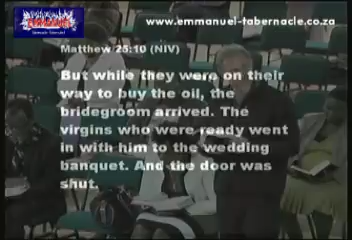 www.emmanuel-tabernacle.co.za
Matthew 25:10 (NIV)
But while they were on their
way to buy the oil, the
bridegroom arrived. The
virgins who were ready went
in with him to the wedding
banquet. And the door was
shut.